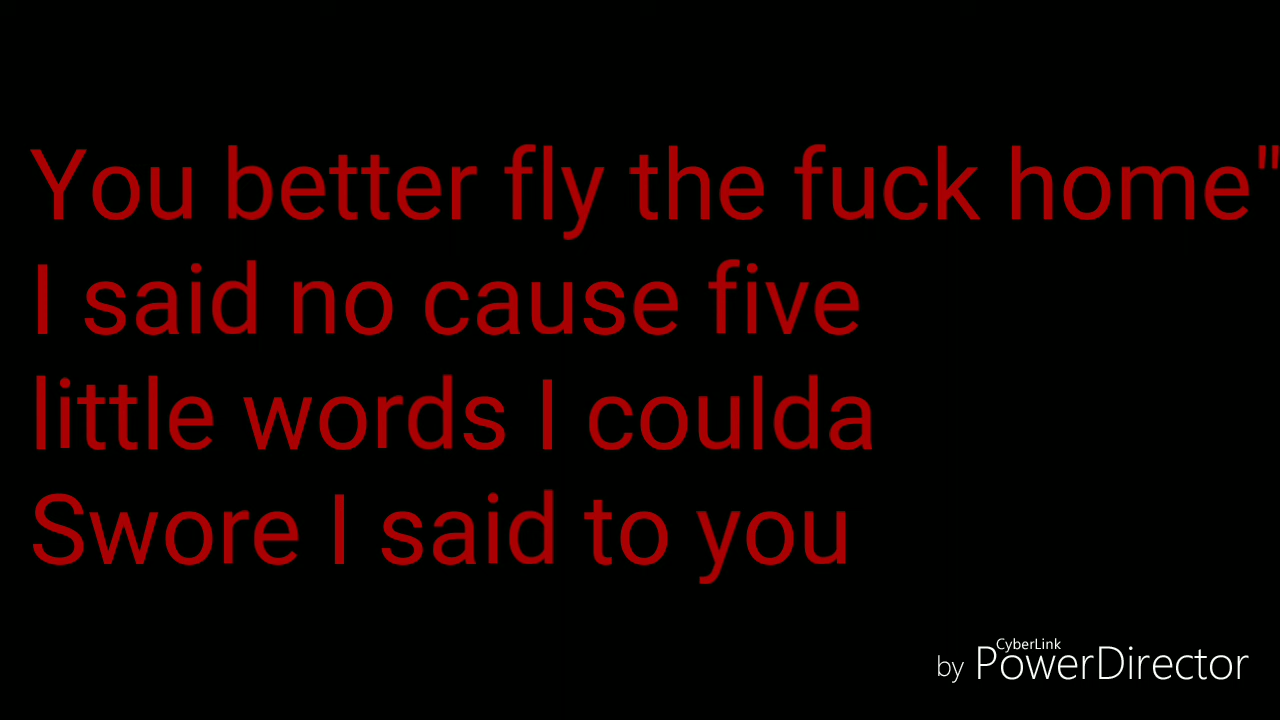 You better fly the fuck home"
I said no cause five
little words I coulda
Swore I said to you
CyberLink
by PowerDirector